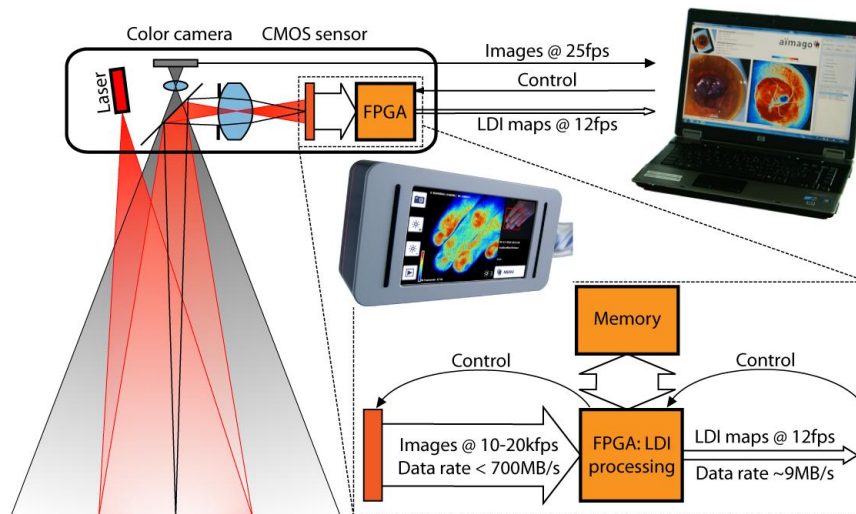 Color camera
CMOS sensor
Laser
FPGA
Images @ 25fps
Control
LDI maps @ 12fps
aimago
MENU
Memory
Control
Control
Images @ 10-20kfps
Data rate < 700MB/s
FPGA: LDI
processing
LDI maps @ 12fps
Data rate ~9MB/s